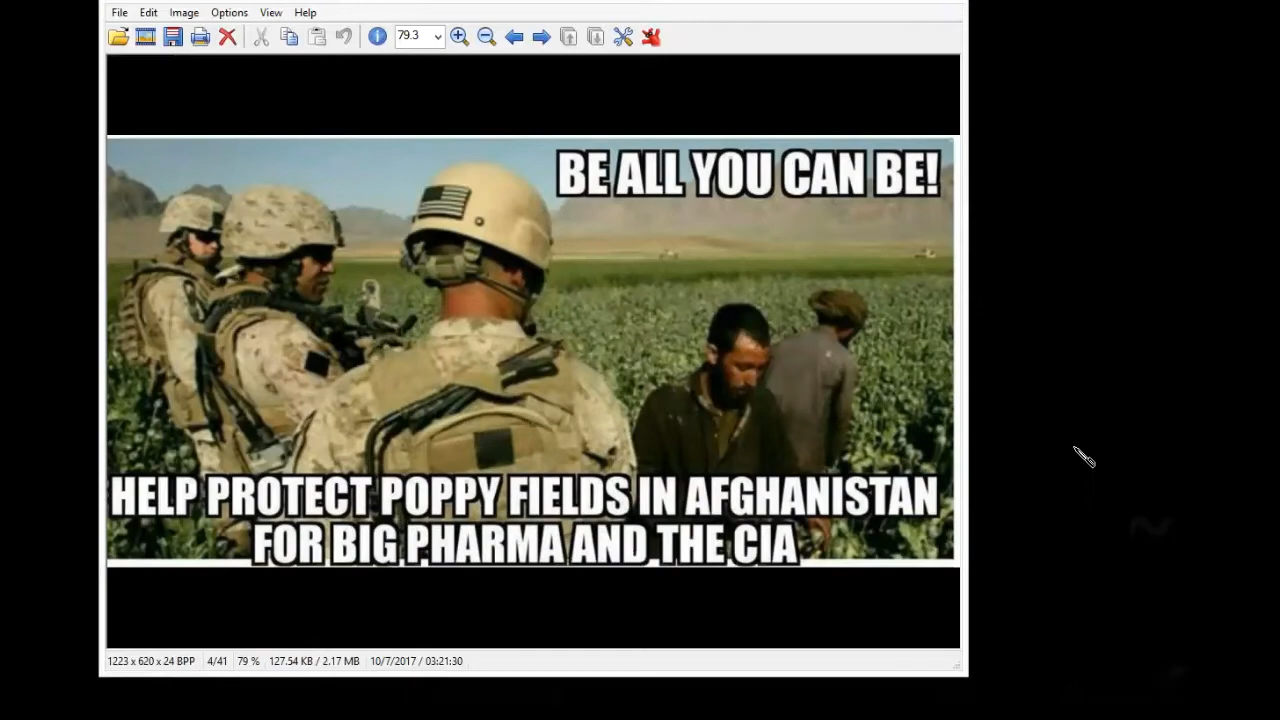 File Edit Image Options View Help
79.3
BE ALL YOU CAN BE!
HELP PROTECT POPPY FIELDS IN AFGHANISTAN
FOR BIG PHARMA AND THE CIA
1223 x 620 x 24 BPP 4/41 79 % 127.54 KB / 2.17 MB 10/7/2017 / 03:21:30